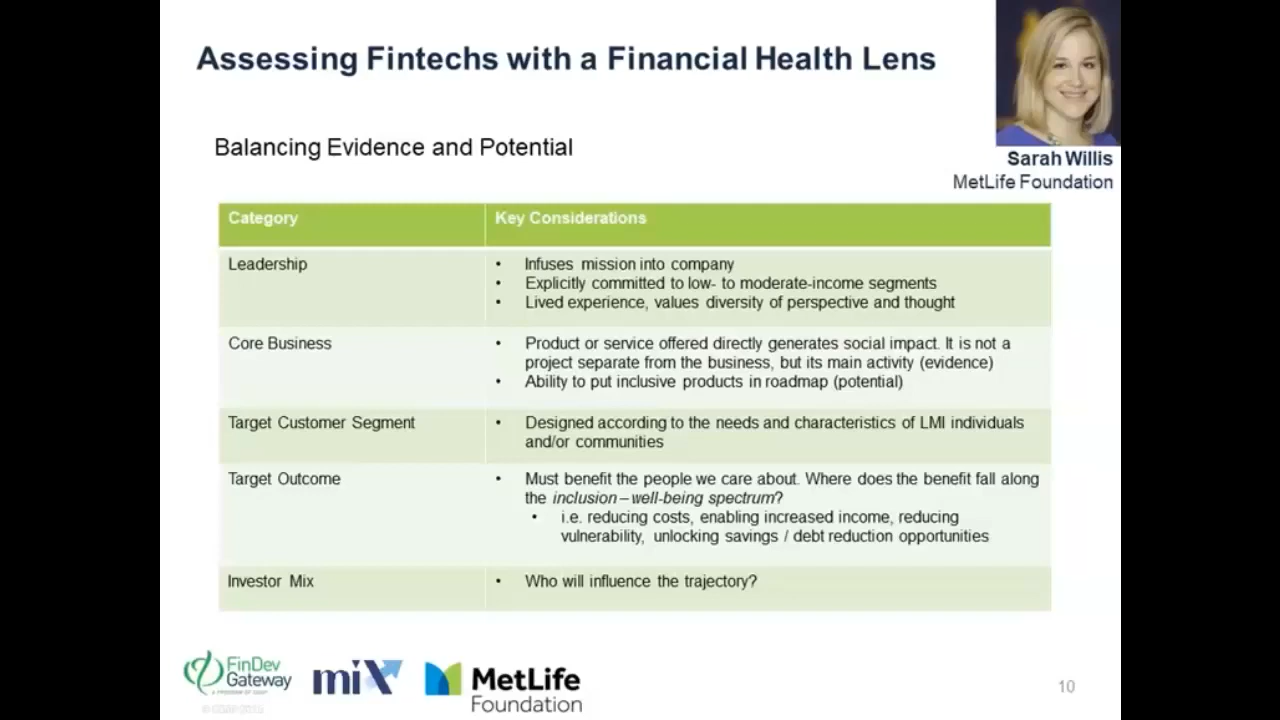 Assessing Fintechs with a Financial Health Lens
Balancing Evidence and Potential
Sarah Willis
MetLife Foundation
Category
Key Considerations
Leadership
• Infuses mission into company
• Explicitly committed to low- to moderate-income segments
• Lived experience, values diversity of perspective and thought
Core Business
• Product or service offered directly generates social impact. It is not a
project separate from the business, but its main activity (evidence)
• Ability to put inclusive products in roadmap (potential)
Target Customer Segment
• Designed according to the needs and characteristics of LMI individuals
and/or communities
Target Outcome
• Must benefit the people we care about. Where does the benefit fall along
the inclusion – well-being spectrum?
• i.e. reducing costs, enabling increased income, reducing
vulnerability, unlocking savings / debt reduction opportunities
Investor Mix
• Who will influence the trajectory?
FinDev
Gateway
mix
MetLife
Foundation
10